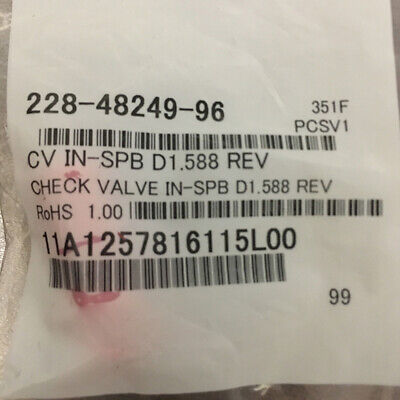 228-48249-96 351F
PCSV1
CV IN-SPB D1.588 REV
CHECK VALVE IN-SPB D1.588 REV
RoHS 1.00
11A1257816115L00
99